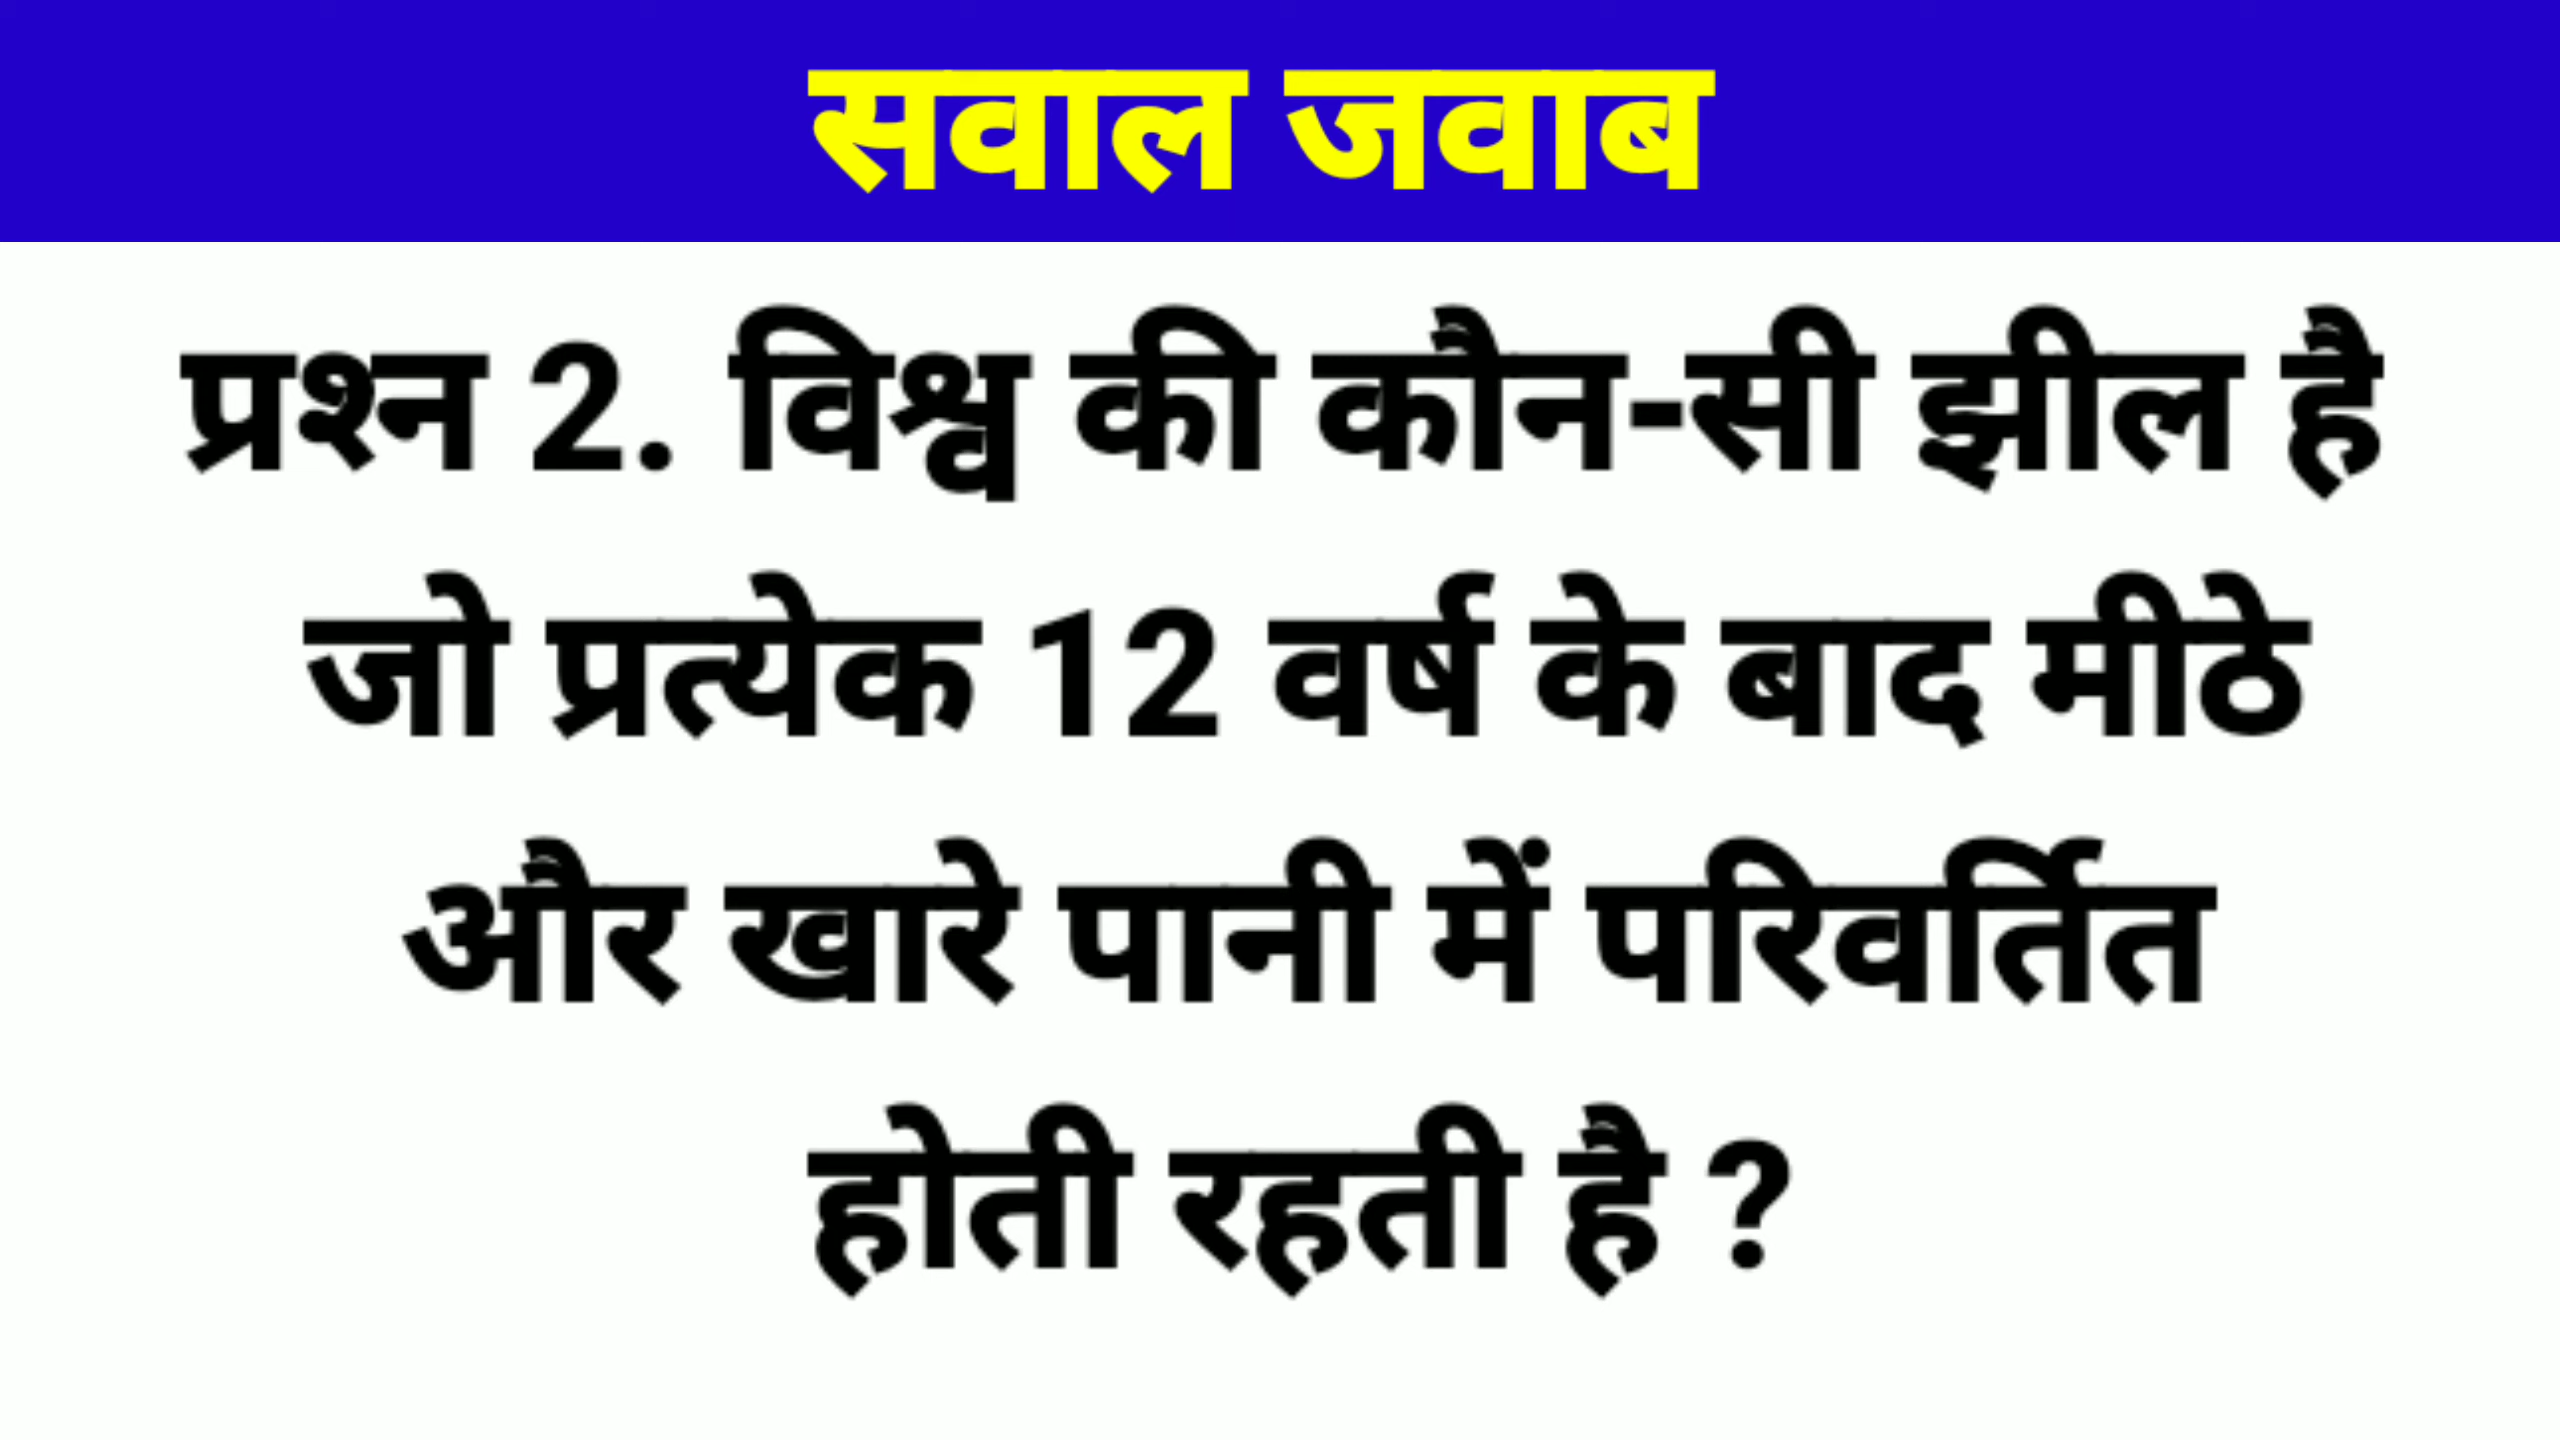 सवाल जवाब
प्रश्न 2. विश्व की कौन-सी झील है
जो प्रत्येक 12 वर्ष के बाद मीठे
और खारे पानी में परिवर्तित
होती रहती है ?